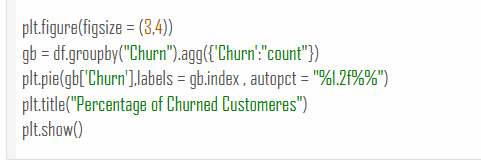 plt.figure(figsize = (3,4))
gb = df.groupby("Churn").agg({'Churn':"count"})
plt.pie(gb['Churn'],labels = gb.index , autopct = "%1.2f%%")
plt.title("Percentage of Churned Customeres")
plt.show()